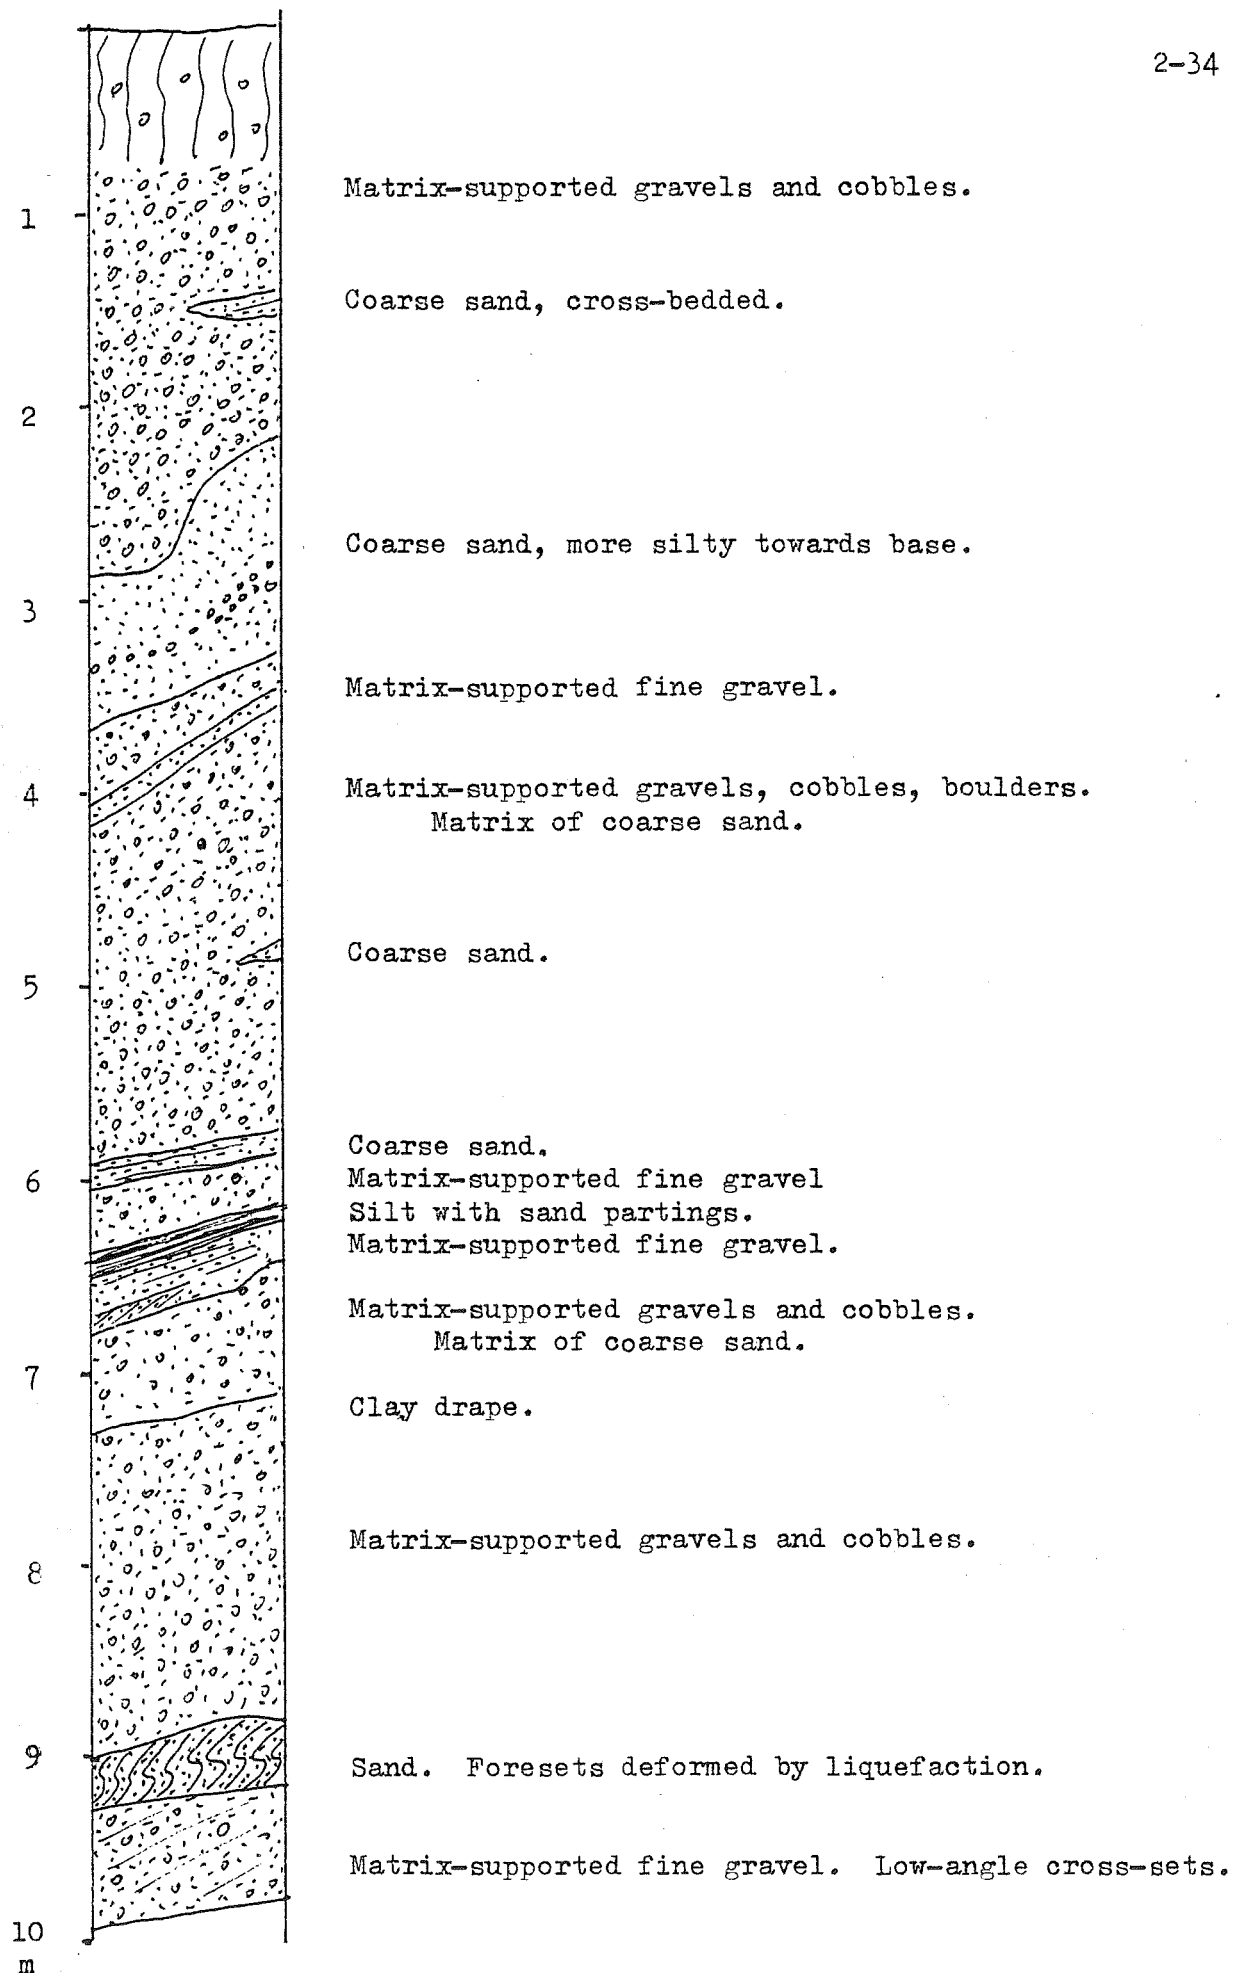 2-34
Matrix-supported gravels and cobbles.
1
Coarse sand, cross-bedded.
2
Coarse sand, more silty towards base.
3
Matrix-supported fine gravel.
4
Matrix-supported gravels, cobbles, boulders.
Matrix of coarse sand.
Coarse sand.
5
Coarse sand.
6
Matrix-supported fine gravel
Silt with sand partings.
Matrix-supported fine gravel.
Matrix-supported gravels and cobbles.
Matrix of coarse sand.
7
Clay drape.
Matrix-supported gravels and cobbles.
8
9
Sand. Foresets deformed by liquefaction.
Matrix-supported fine gravel. Low-angle cross-sets.
10
m